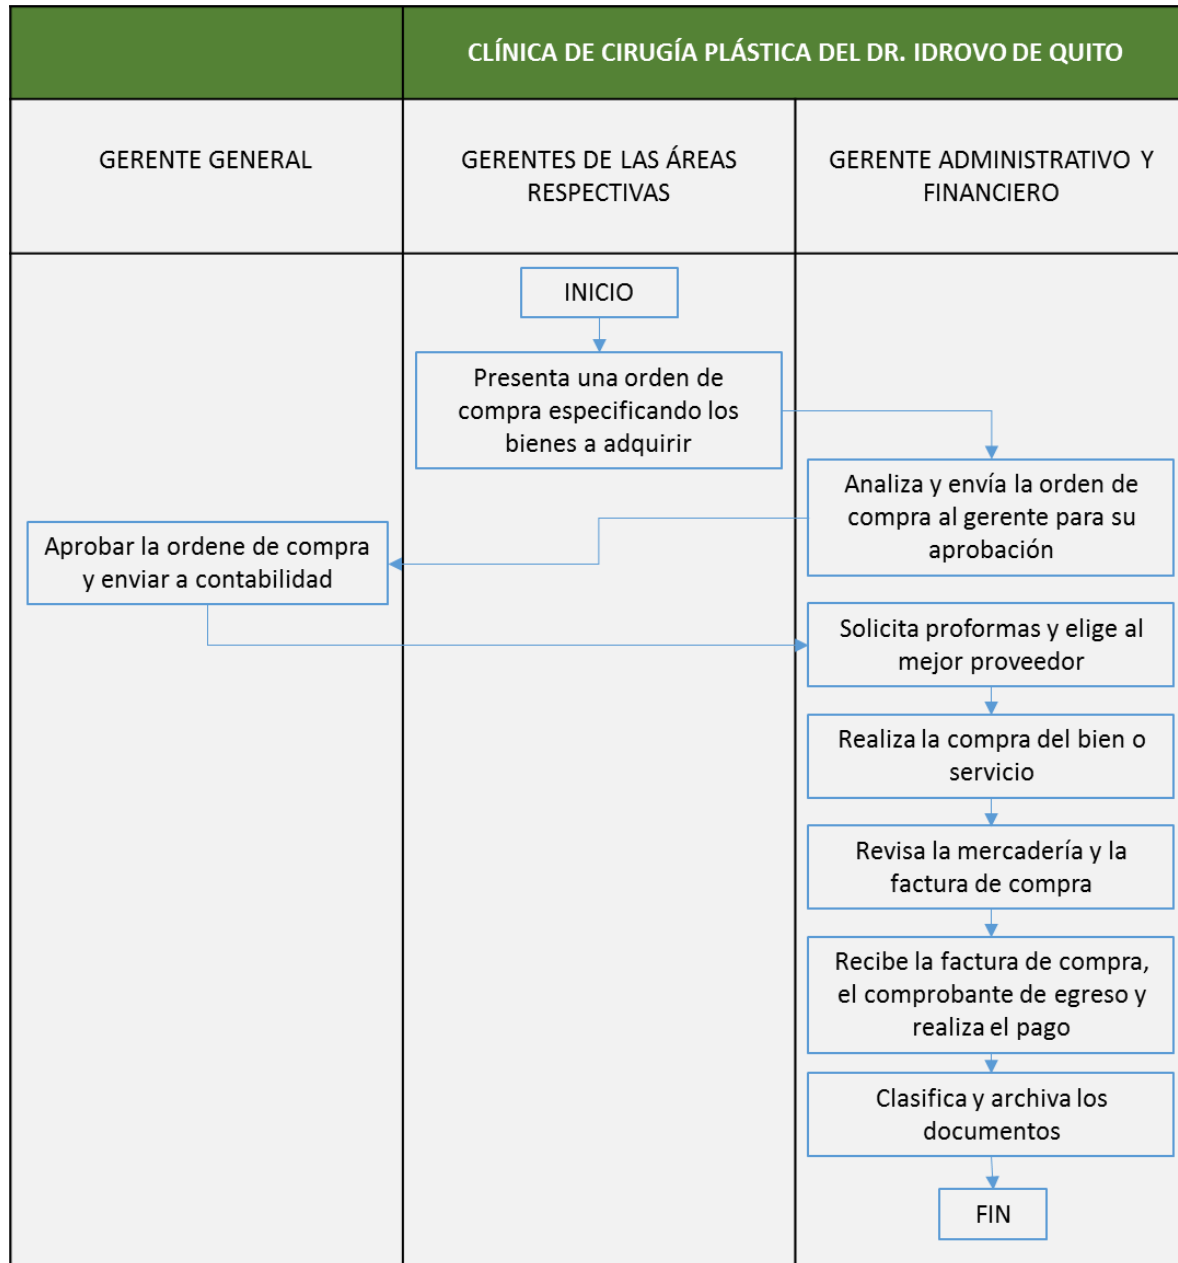 CLÍNICA DE CIRUGÍA PLÁSTICA DEL DR. IDROVO DE QUITO
GERENTE GENERAL
GERENTES DE LAS ÁREAS
RESPECTIVAS
GERENTE ADMINISTRATIVO Y
FINANCIERO
INICIO
Presenta una orden de
compra especificando los
bienes a adquirir
Analiza y envía la orden de
compra al gerente para su
aprobación
Aprobar la ordene de compra
y enviar a contabilidad
Solicita proformas y elige al
mejor proveedor
Realiza la compra del bien o
servicio
Revisa la mercadería y la
factura de compra
Recibe la factura de compra,
el comprobante de egreso y
realiza el pago
Clasifica y archiva los
documentos
FIN